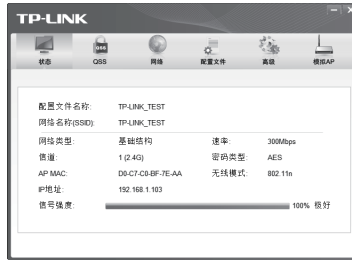 TP-LINK
状态 QSS 网络 配置文件 高级 模拟AP
配置文件名称: TP-LINK_TEST
网络名称(SSID): TP-LINK_TEST
网络类型: 基础结构 速率: 300Mbps
信道: 1 (2.4G) 密码类型: AES
AP MAC: D0-C7-C0-BF-7E-AA 无线模式: 802.11n
IP地址: 192.168.1.103
信号强度: 100% 极好